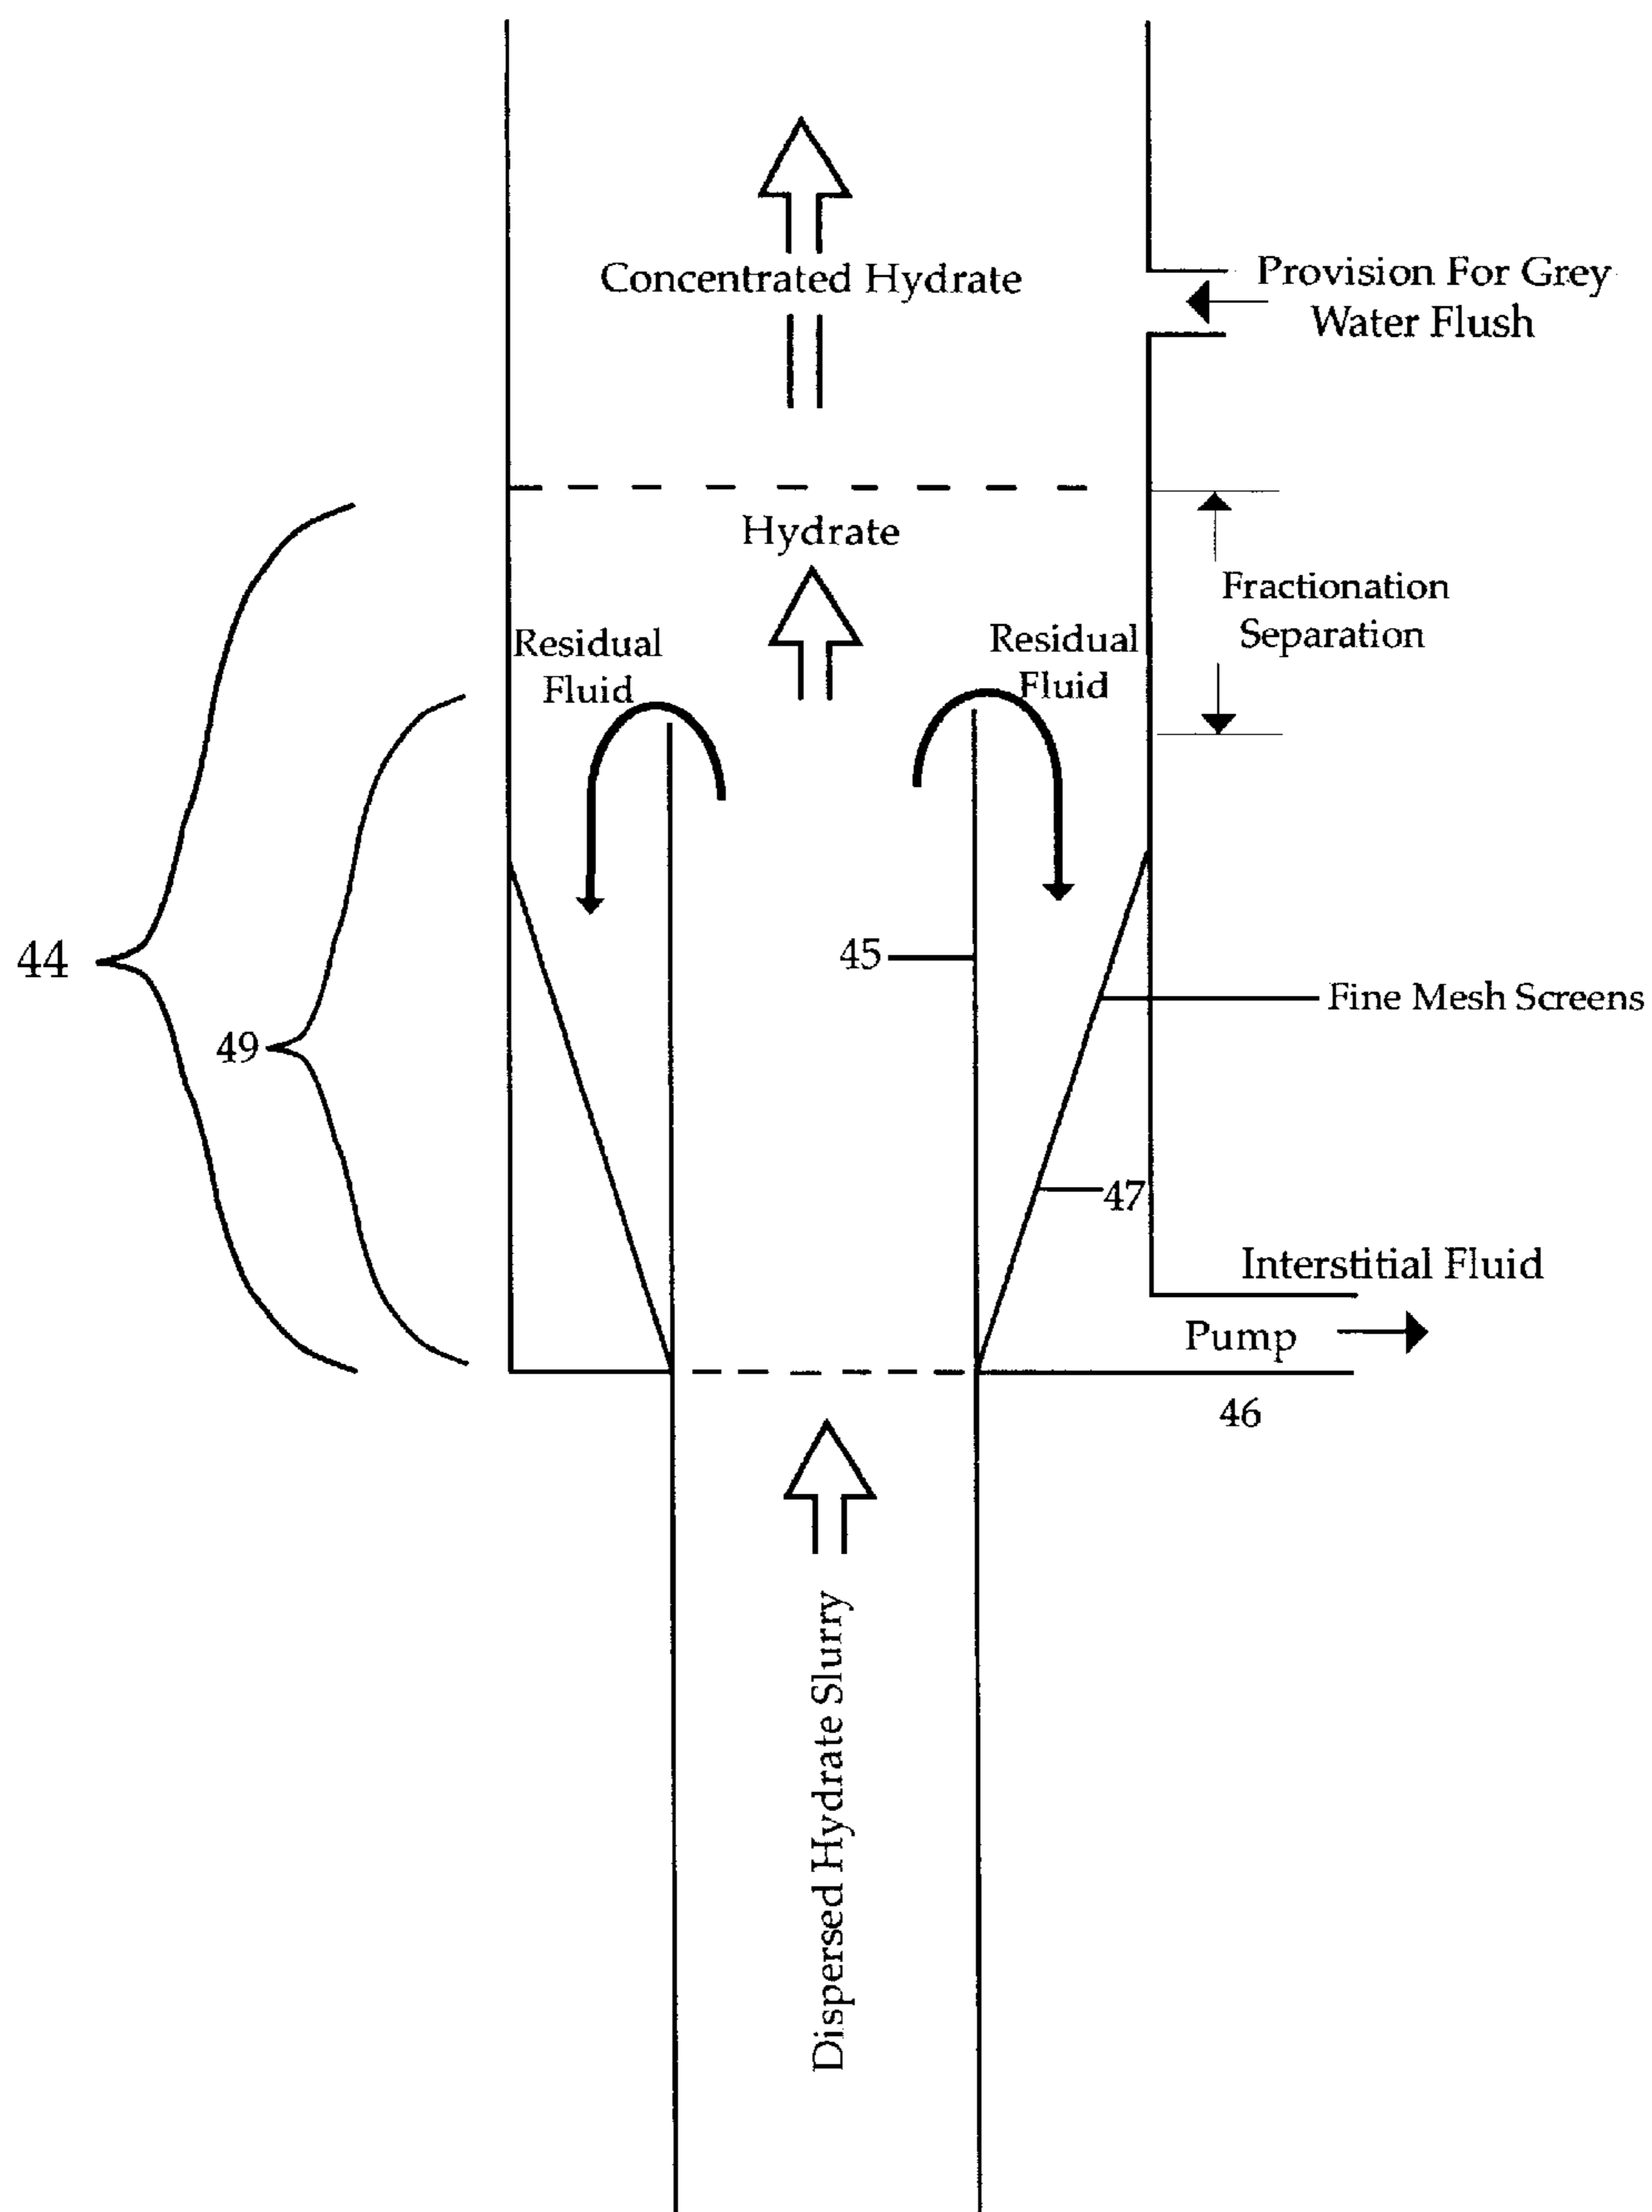 Concentrated Hydrate
Provision For Grey
Water Flush
Hydrate
Fractionation
Separation
Residual
Fluid
Residual
Fluid
44
45
Fine Mesh Screens
49
47
Interstitial Fluid
Pump
46
Dispersed Hydrate Slurry